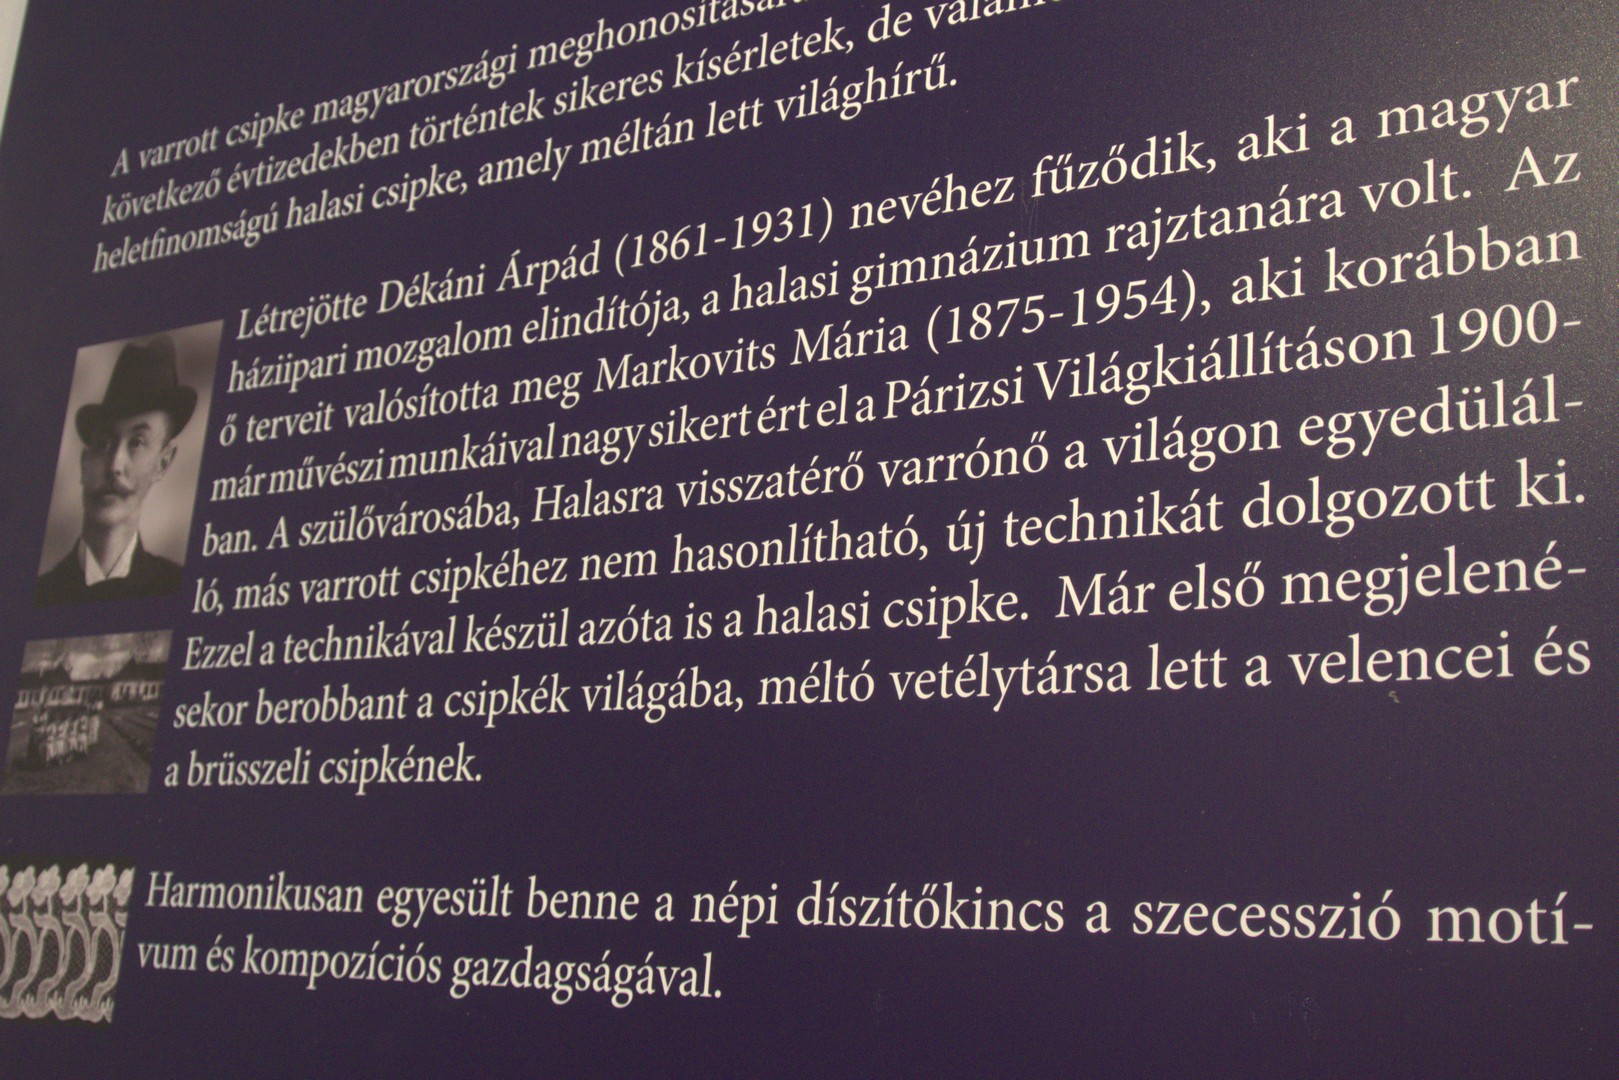 A varrott csipke magyarországi
következő évtizedekben történtek sikeres kísérletek, de
heletfinomságú halasi csipke, amely méltán lett világhírű.
Létrejötte Dékáni Árpád (1861-1931) nevéhez fűződik, aki a magyar
háziipari mozgalom elindítója, a halasi gimnázium rajztanára volt. Az
ő terveit valósította meg Markovits Mária (1875-1954), aki korábban
már művészi munkáival nagy sikert ért el a Párizsi Világkiállításon 1900-
ban. A szülővárosába, Halasra visszatérő varrónő a világon egyedülál-
ló, más varrott csipkéhez nem hasonlítható, új technikát dolgozott ki.
Ezzel a technikával készül azóta is a halasi csipke. Már első megjelené-
sekor berobbant a csipkék világába, méltó vetélytársa lett a velencei és
a brüsszeli csipkének.
Harmonikusan egyesült benne a népi díszítőkincs a szecesszió motí-
vum és kompozíciós gazdagságával.